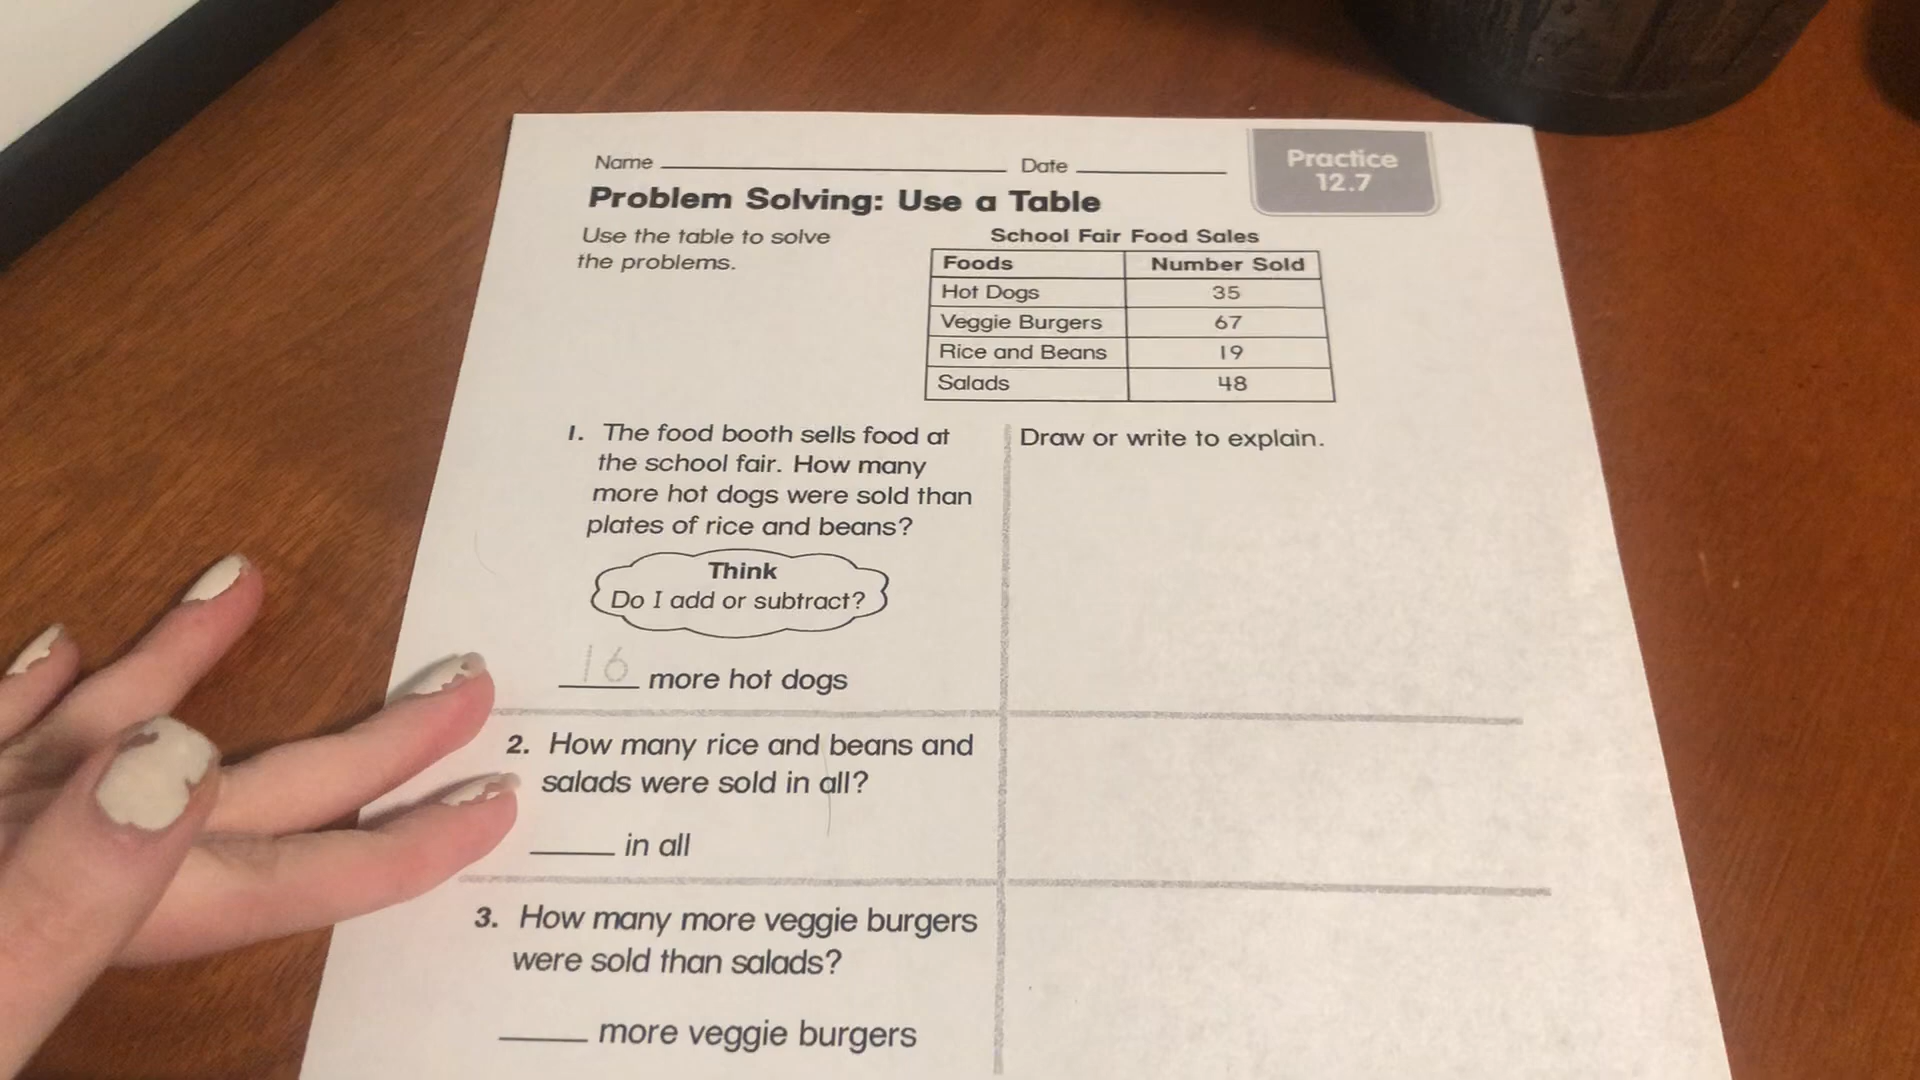 Name Date
Practice
12.7
Problem Solving: Use a Table
Use the table to solve
the problems.
School Fair Food Sales
Foods Number Sold
Hot Dogs 35
Veggie Burgers 67
Rice and Beans 19
Salads 48
1. The food booth sells food at
the school fair. How many
more hot dogs were sold than
plates of rice and beans?
Draw or write to explain.
Think
Do I add or subtract?
16 more hot dogs
2. How many rice and beans and
salads were sold in all?
in all
3. How many more veggie burgers
were sold than salads?
more veggie burgers